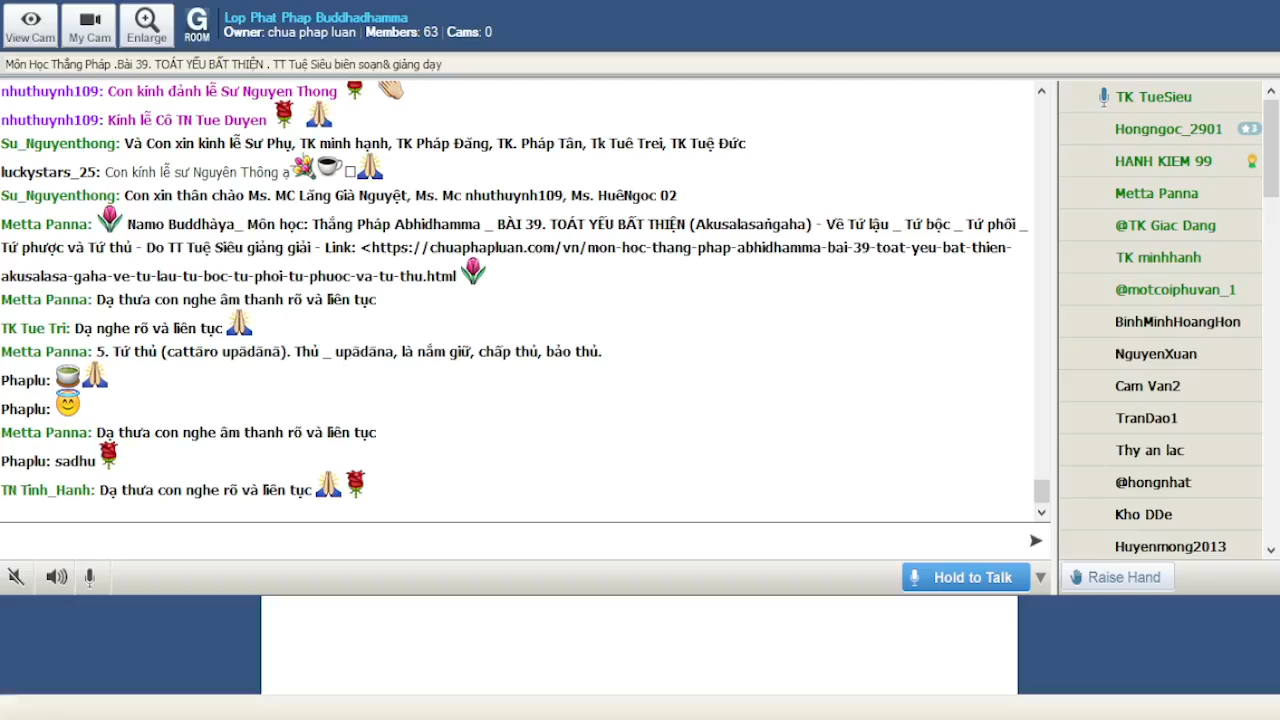 Lop Phat Phap Buddhadhamma
View Cam My Cam Enlarge G ROOM Owner: chua phap luan | Members: 63 | Cams: 0
Môn Học Thắng Pháp .Bài 39. TOÁT YẾU BẤT THIỆN . TT Tuệ Siêu biên soạn& giảng dạy
nhuthuynh109: Con kính đảnh lễ Sư Nguyen Thong
nhuthuynh109: Kính lễ Cô TN Tue Duyen
Su_Nguyenthong: Và Con xin kinh lễ Sư Phụ, TK minh hạnh, TK Pháp Đăng, TK. Pháp Tân, Tk Tuê Trei, TK Tuệ Đức
luckystars_25: Con kính lễ sư Nguyên Thông ạ
Su_Nguyenthong: Con xin thân chào Ms. MC Lăng Già Nguyệt, Ms. Mc nhuthuynh109, Ms. HuêNgoc 02
Metta Panna: Namo Buddhàya_ Môn học: Thắng Pháp Abhidhamma _ BÀI 39. TOÁT YẾU BẤT THIỆN (Akusalasaṅgaha) - Về Tứ lậu _ Tứ bộc _ Tứ phối _
Tứ phược và Tứ thủ - Do TT Tuệ Siêu giảng giải - Link: <https://chuaphapluan.com/vn/mon-hoc-thang-phap-abhidhamma-bai-39-toat-yeu-bat-thien-
akusalasa-gaha-ve-tu-lau-tu-boc-tu-phoi-tu-phuoc-va-tu-thu.html
Metta Panna: Dạ thưa con nghe âm thanh rõ và liên tục
TK Tue Tri: Dạ nghe rõ và liên tục
Metta Panna: 5. Tứ thủ (cattāro upādānā). Thủ _ upādāna, là nắm giữ, chấp thủ, bảo thủ.
Phaplu:
Phaplu:
Metta Panna: Dạ thưa con nghe âm thanh rõ và liên tục
Phaplu: sadhu
TN Tinh_Hanh: Dạ thưa con nghe rõ và liên tục
Hold to Talk
TK TueSieu
Hongngoc_2901 3
HANH KIEM 99
Metta Panna
@TK Giac Dang
TK minhhanh
@motcoiphuvan_1
BinhMinhHoangHon
NguyenXuan
Cam Van2
TranDao1
Thy an lac
@hongnhat
Kho DDe
Huyenmong2013
Raise Hand